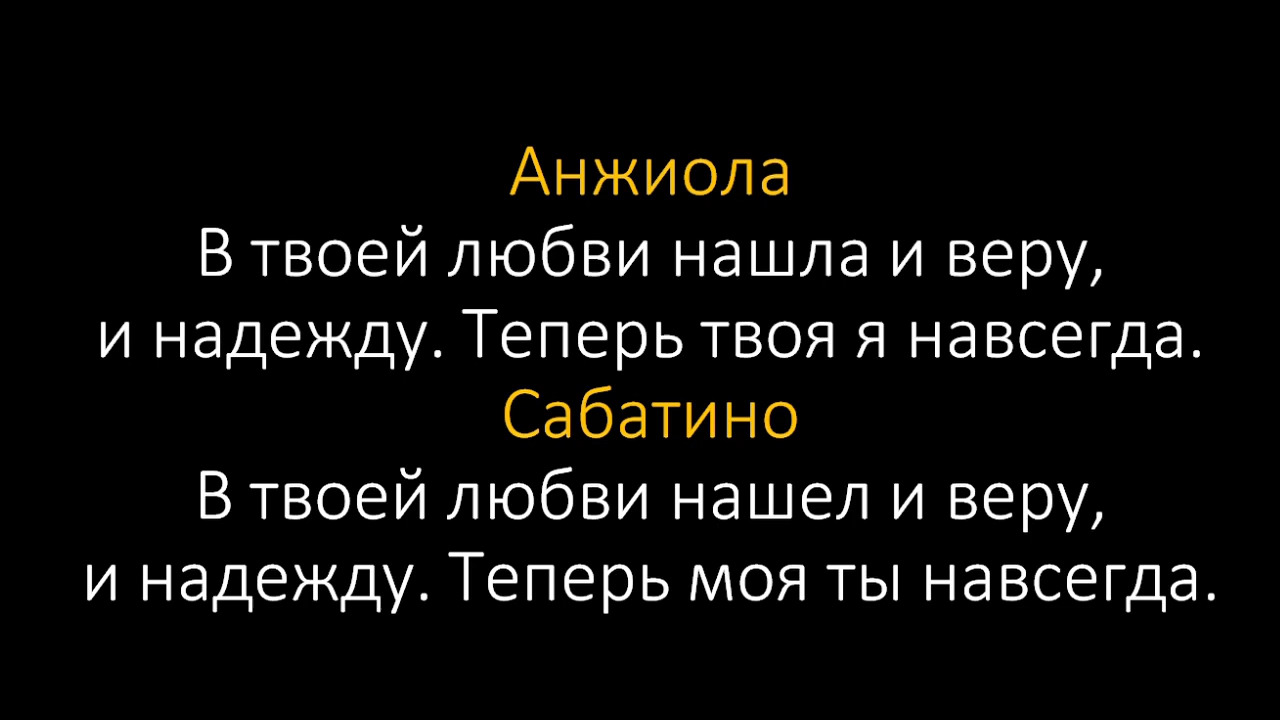 Анжиола
В твоей любви нашла и веру,
и надежду. Теперь твоя я навсегда.
Сабатино
В твоей любви нашел и веру,
и надежду. Теперь моя ты навсегда.